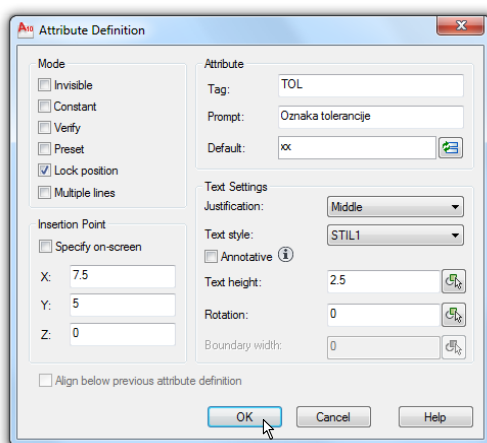 A10 Attribute Definition
Mode
Invisible
Constant
Verify
Preset
Lock position
Multiple lines
Insertion Point
Specify on-screen
X: 7.5
Y: 5
Z: 0
Attribute
Tag: TOL
Prompt: Oznaka tolerancije
Default: xx
Text Settings
Justification: Middle
Text style: STIL1
Annotative
Text height: 2.5
Rotation: 0
Boundary width: 0
Align below previous attribute definition
OK Cancel Help